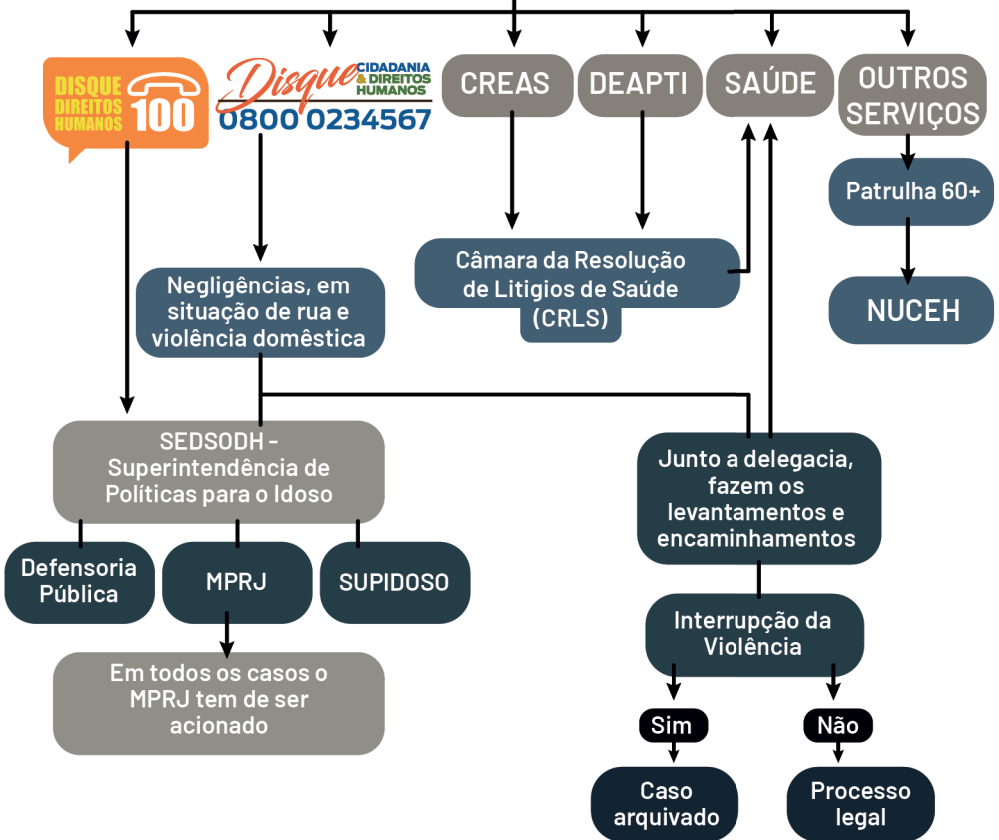 DISQUE
DIREITOS
HUMANOS
100
Disque CIDADANIA
& DIREITOS
HUMANOS
0800 0234567
CREAS
DEAPTI
SAÚDE
OUTROS
SERVIÇOS
Patrulha 60+
NUCEH
Câmara da Resolução
de Litigios de Saúde
(CRLS)
Negligências, em
situação de rua e
violência domêstica
SEDSODH -
Superintendência de
Políticas para o Idoso
Defensoria
Pública
MPRJ
SUPIDOSO
Em todos os casos o
MPRJ tem de ser
acionado
Junto a delegacia,
fazem os
levantamentos e
encaminhamentos
Interrupção da
Violência
Sim
Não
Caso
arquivado
Processo
legal